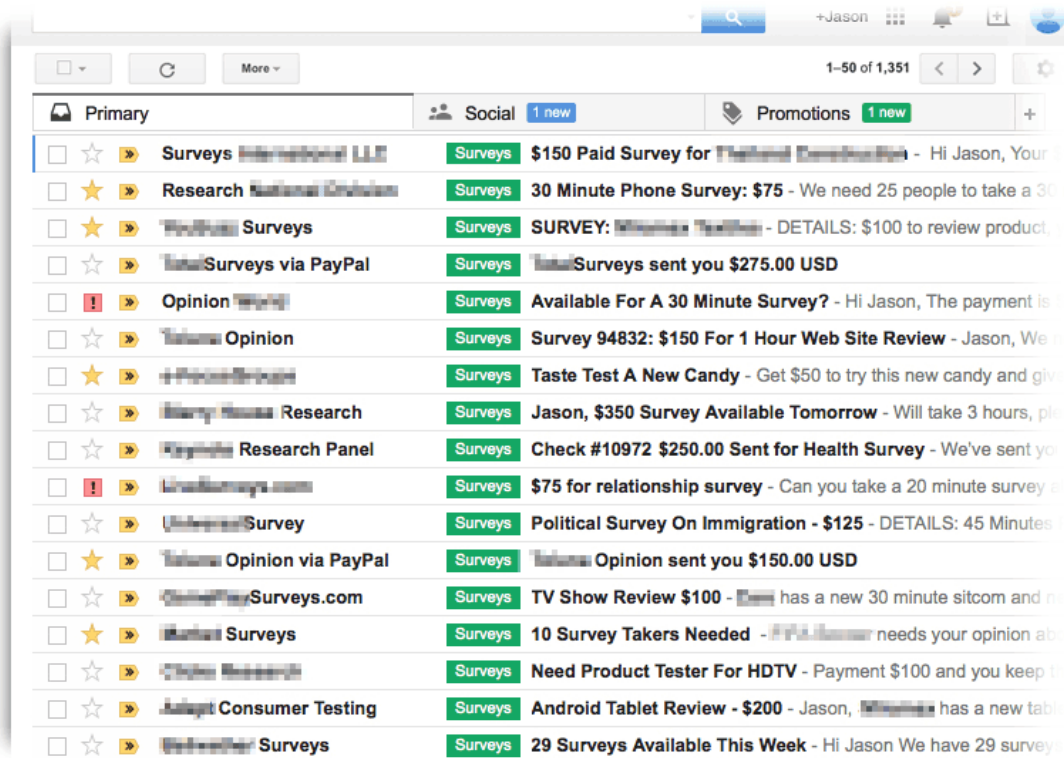 +Jason
More
1–50 of 1,351
Primary Social 1 new Promotions 1 new +
Surveys Surveys $150 Paid Survey for - Hi Jason, Your
Research Surveys 30 Minute Phone Survey: $75 - We need 25 people to take a 30
Surveys Surveys SURVEY: - DETAILS: $100 to review product,
Surveys via PayPal Surveys Surveys sent you $275.00 USD
Opinion Surveys Available For A 30 Minute Survey? - Hi Jason, The payment is
Opinion Surveys Survey 94832: $150 For 1 Hour Web Site Review - Jason, We
Surveys Taste Test A New Candy - Get $50 to try this new candy and give
Research Surveys Jason, $350 Survey Available Tomorrow - Will take 3 hours,
Research Panel Surveys Check #10972 $250.00 Sent for Health Survey - We've sent you
Surveys $75 for relationship survey - Can you take a 20 minute survey
Survey Surveys Political Survey On Immigration - $125 - DETAILS: 45 Minutes
Opinion via PayPal Surveys Opinion sent you $150.00 USD
Surveys.com Surveys TV Show Review $100 - has a new 30 minute sitcom and
Surveys Surveys 10 Survey Takers Needed - needs your opinion
Surveys Need Product Tester For HDTV - Payment $100 and you keep
Consumer Testing Surveys Android Tablet Review - $200 - Jason, has a new
Surveys Surveys 29 Surveys Available This Week - Hi Jason We have 29 surveys